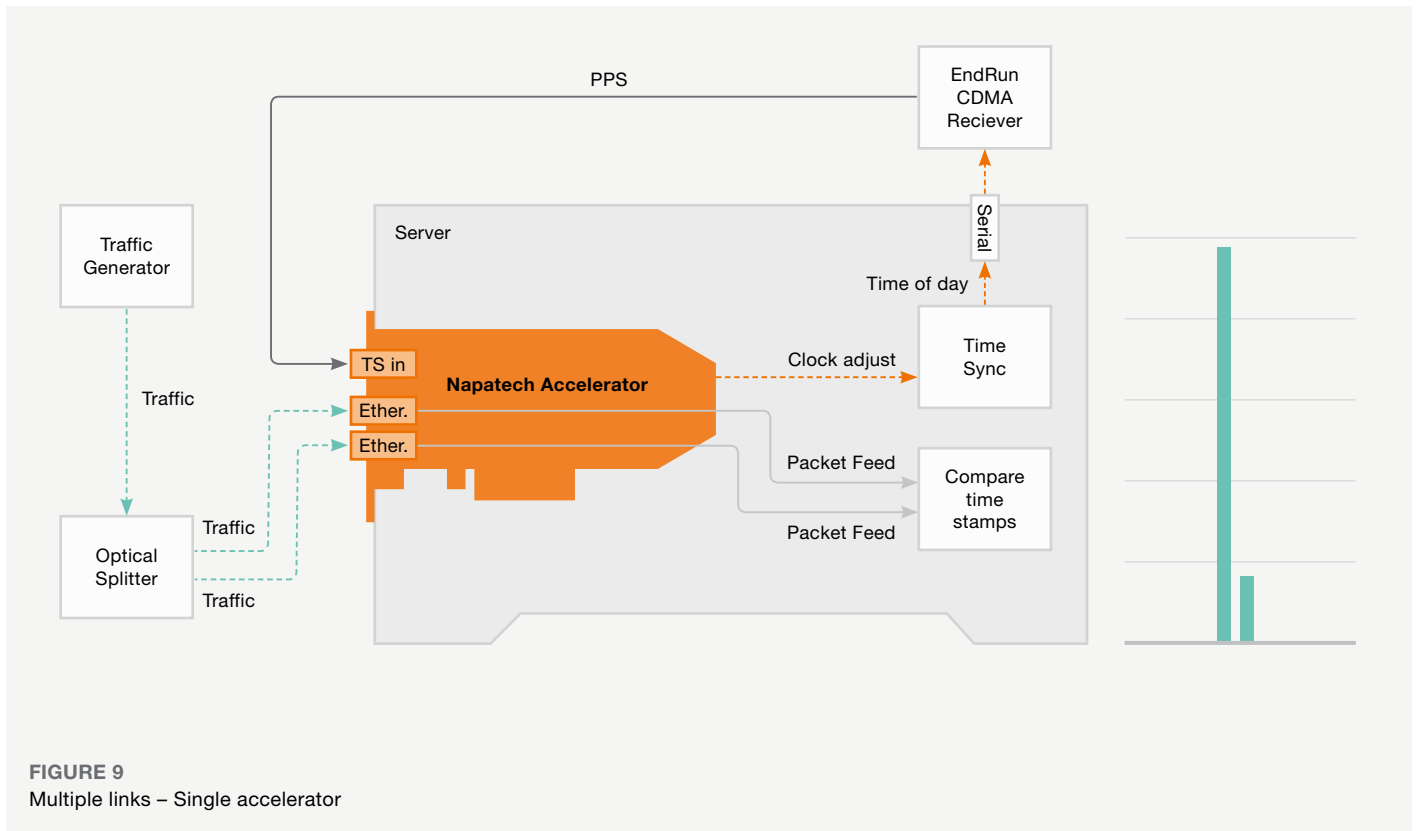 PPS
EndRun
CDMA
Reciever
Serial
Time of day
Server
Traffic
Generator
Traffic
TS in
Ether.
Ether.
Napatech Accelerator
Clock adjust
Time
Sync
Packet Feed
Packet Feed
Compare
time
stamps
Traffic
Traffic
Optical
Splitter
FIGURE 9
Multiple links – Single accelerator